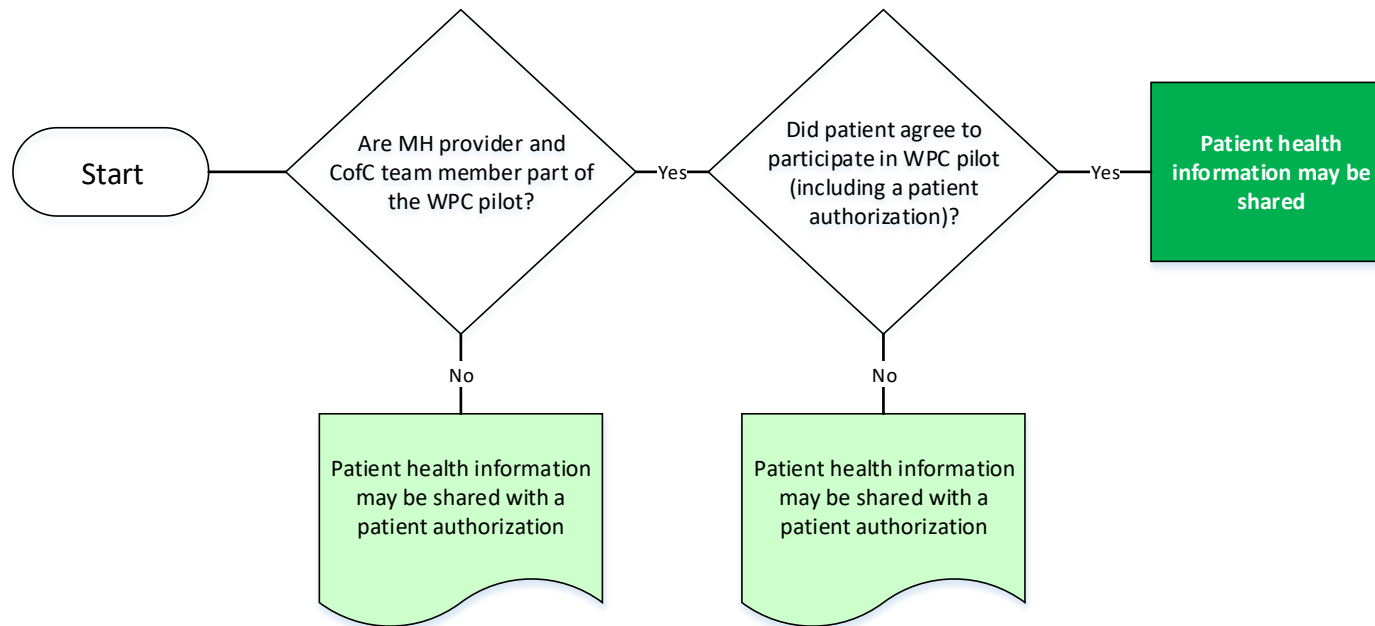 Start
Are MH provider and
CofC team member part of
the WPC pilot?
Yes
Did patient agree to
participate in WPC pilot
(including a patient
authorization)?
Yes
Patient health
information may be
shared
No
No
Patient health information
may be shared with a
patient authorization
Patient health information
may be shared with a
patient authorization